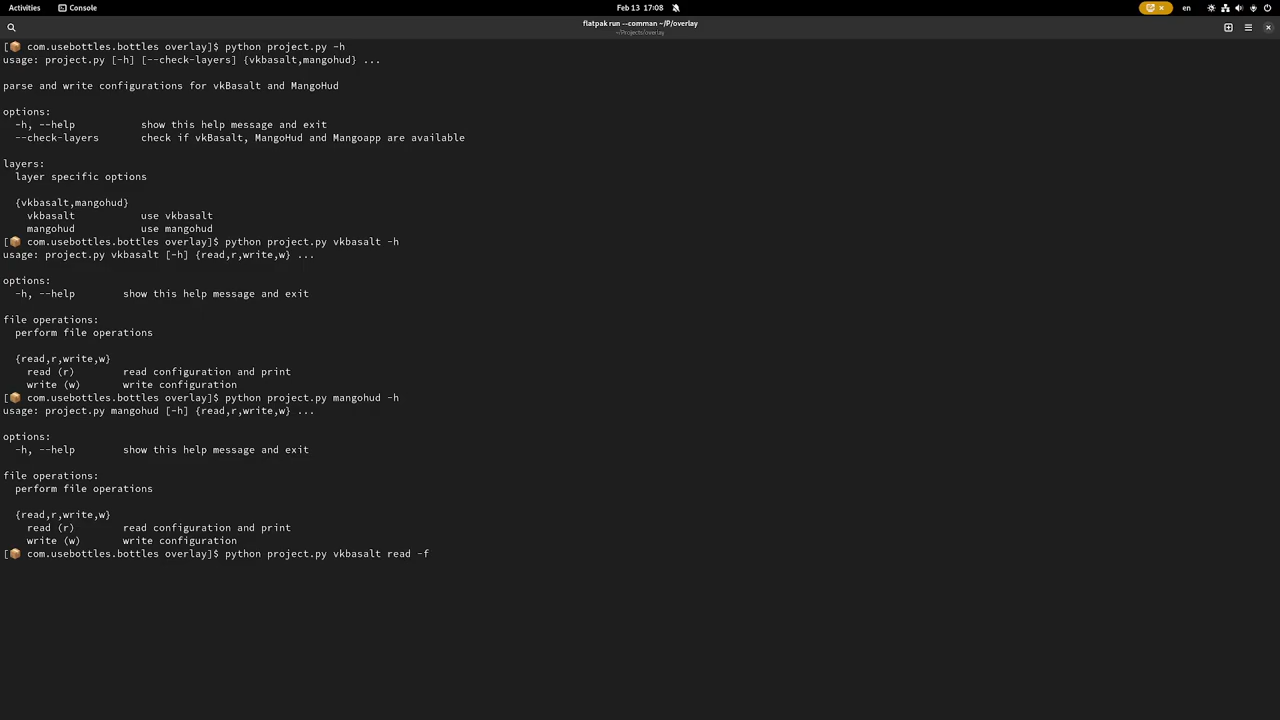 Activities
Console
Feb 13 17:08
en
flatpak run --comman ~/P/overlay
~/Projects/overlay
[📦 com.usebottles.bottles overlay]$ python project.py -h
usage: project.py [-h] [--check-layers] {vkbasalt,mangohud} ...
parse and write configurations for vkBasalt and MangoHud
options:
-h, --help show this help message and exit
--check-layers check if vkBasalt, MangoHud and Mangoapp are available
layers:
layer specific options
{vkbasalt,mangohud}
vkbasalt use vkbasalt
mangohud use mangohud
[📦 com.usebottles.bottles overlay]$ python project.py vkbasalt -h
usage: project.py vkbasalt [-h] {read,r,write,w} ...
options:
-h, --help show this help message and exit
file operations:
perform file operations
{read,r,write,w}
read (r) read configuration and print
write (w) write configuration
[📦 com.usebottles.bottles overlay]$ python project.py mangohud -h
usage: project.py mangohud [-h] {read,r,write,w} ...
options:
-h, --help show this help message and exit
file operations:
perform file operations
{read,r,write,w}
read (r) read configuration and print
write (w) write configuration
[📦 com.usebottles.bottles overlay]$ python project.py vkbasalt read -f